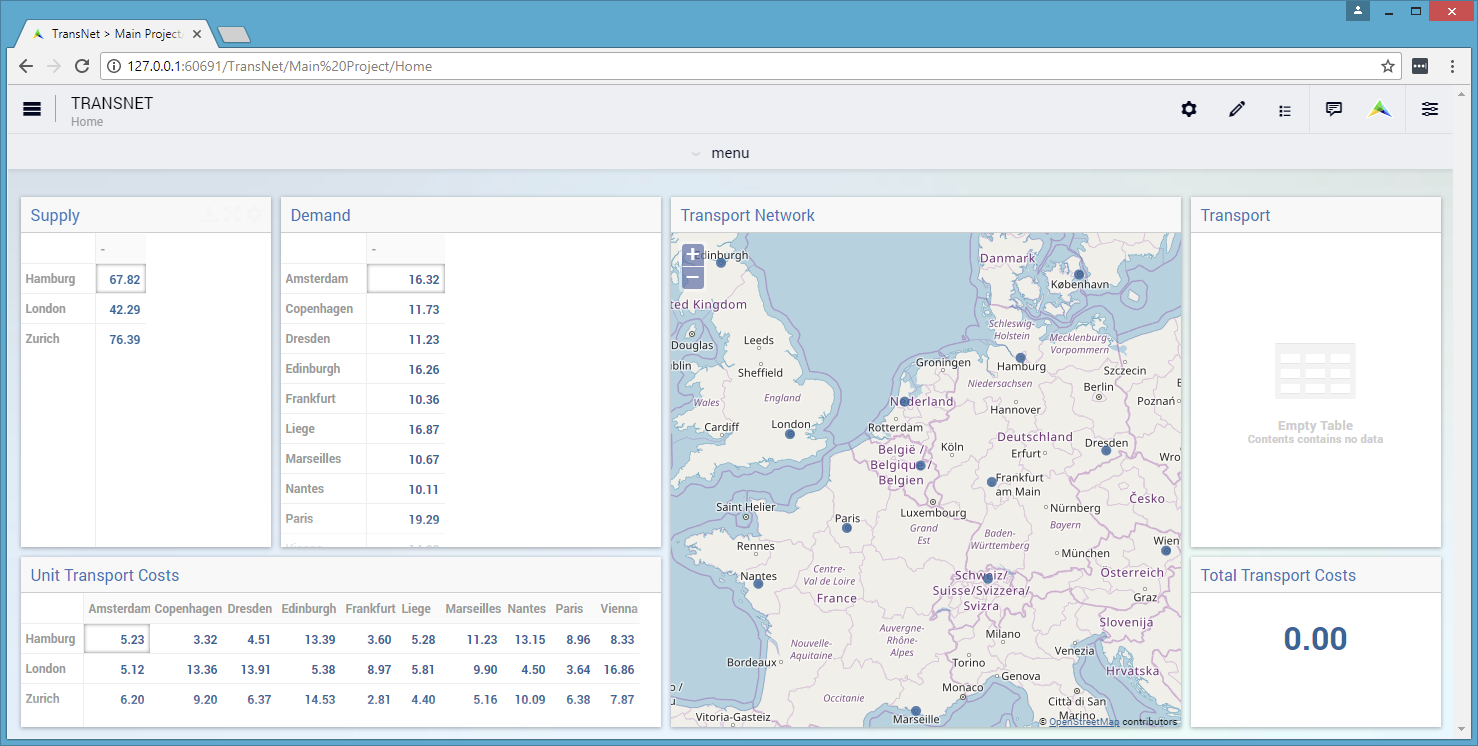 TransNet > Main Project
127.0.0.1:60691/TransNet/Main%20Project/Home
TRANSNET
Home
menu
Supply
-
Hamburg 67.82
London 42.29
Zurich 76.39
Demand
-
Amsterdam 16.32
Copenhagen 11.73
Dresden 11.23
Edinburgh 16.26
Frankfurt 10.36
Liege 16.87
Marseilles 10.67
Nantes 10.11
Paris 19.29
Transport Network
+
−
dinburgh
Danmark
København
ted Kingdom
Schleswig-
Holstein
Mecklenburg-
Vorpommern
Douglas
Leeds
blin
Groningen
Hamburg
Szczecin
Sheffield
Niedersachsen
Berlin
Wales
England
Nederland
Hannover
Poznań
Cardiff
London
Rotterdam
Deutschland
België /
Belgique /
Belgien
Köln
Erfurt
Dresden
Wro
Frankfurt
am Main
Česko
Saint Helier
Paris
Luxembourg
Nürnberg
Grand
Est
Bayern
Baden-
Württemberg
Rennes
München
Wien
Nantes
Centre-
Val de Loire
France
Schweiz/
Suisse/Svizzera/
Svizra
Österreich
Graz
Slovenija
Nouvelle-
Aquitaine
Auvergne-
Rhône-
Alpes
Milano
Bordeaux
Torino
Venezia
Hrvatska
Genova
Occitanie
Monaco
Città di San
Marino
Vitoria-Gasteiz
Marseille
© OpenStreetMap contributors
Transport
Empty Table
Contents contains no data
Unit Transport Costs
Amsterdam Copenhagen Dresden Edinburgh Frankfurt Liege Marseilles Nantes Paris Vienna
Hamburg 5.23 3.32 4.51 13.39 3.60 5.28 11.23 13.15 8.96 8.33
London 5.12 13.36 13.91 5.38 8.97 5.81 9.90 4.50 3.64 16.86
Zurich 6.20 9.20 6.37 14.53 2.81 4.40 5.16 10.09 6.38 7.87
Total Transport Costs
0.00